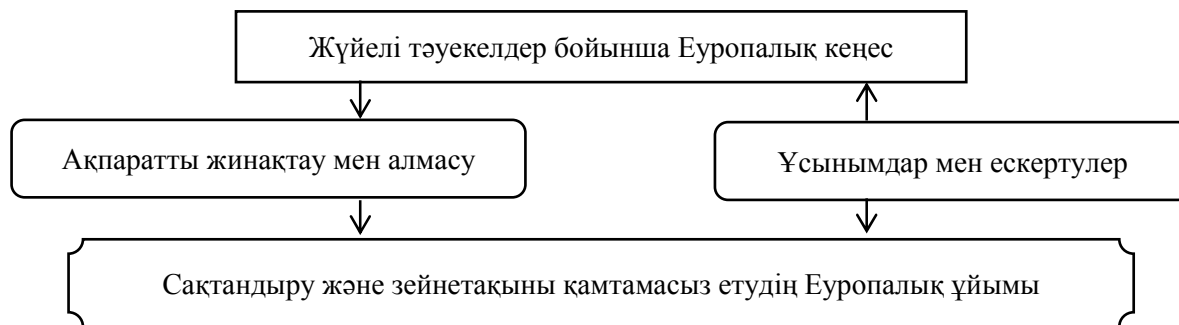 Жүйелі тәуекелдер бойынша Еуропалық кеңес
Ақпаратты жинақтау мен алмасу
Ұсынымдар мен ескертулер
Сақтандыру және зейнетақыны қамтамасыз етудің Еуропалық ұйымы